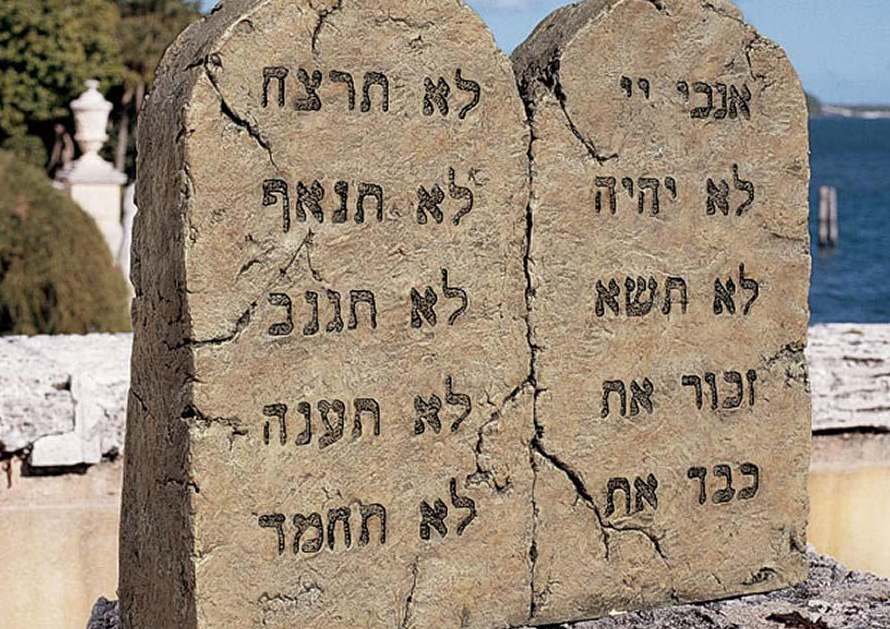 אנכי יי
לא יהיה
לא תשא
זכור את
כבד את
לא תרצח
לא תנאף
לא תגנב
לא תענה
לא תחמד